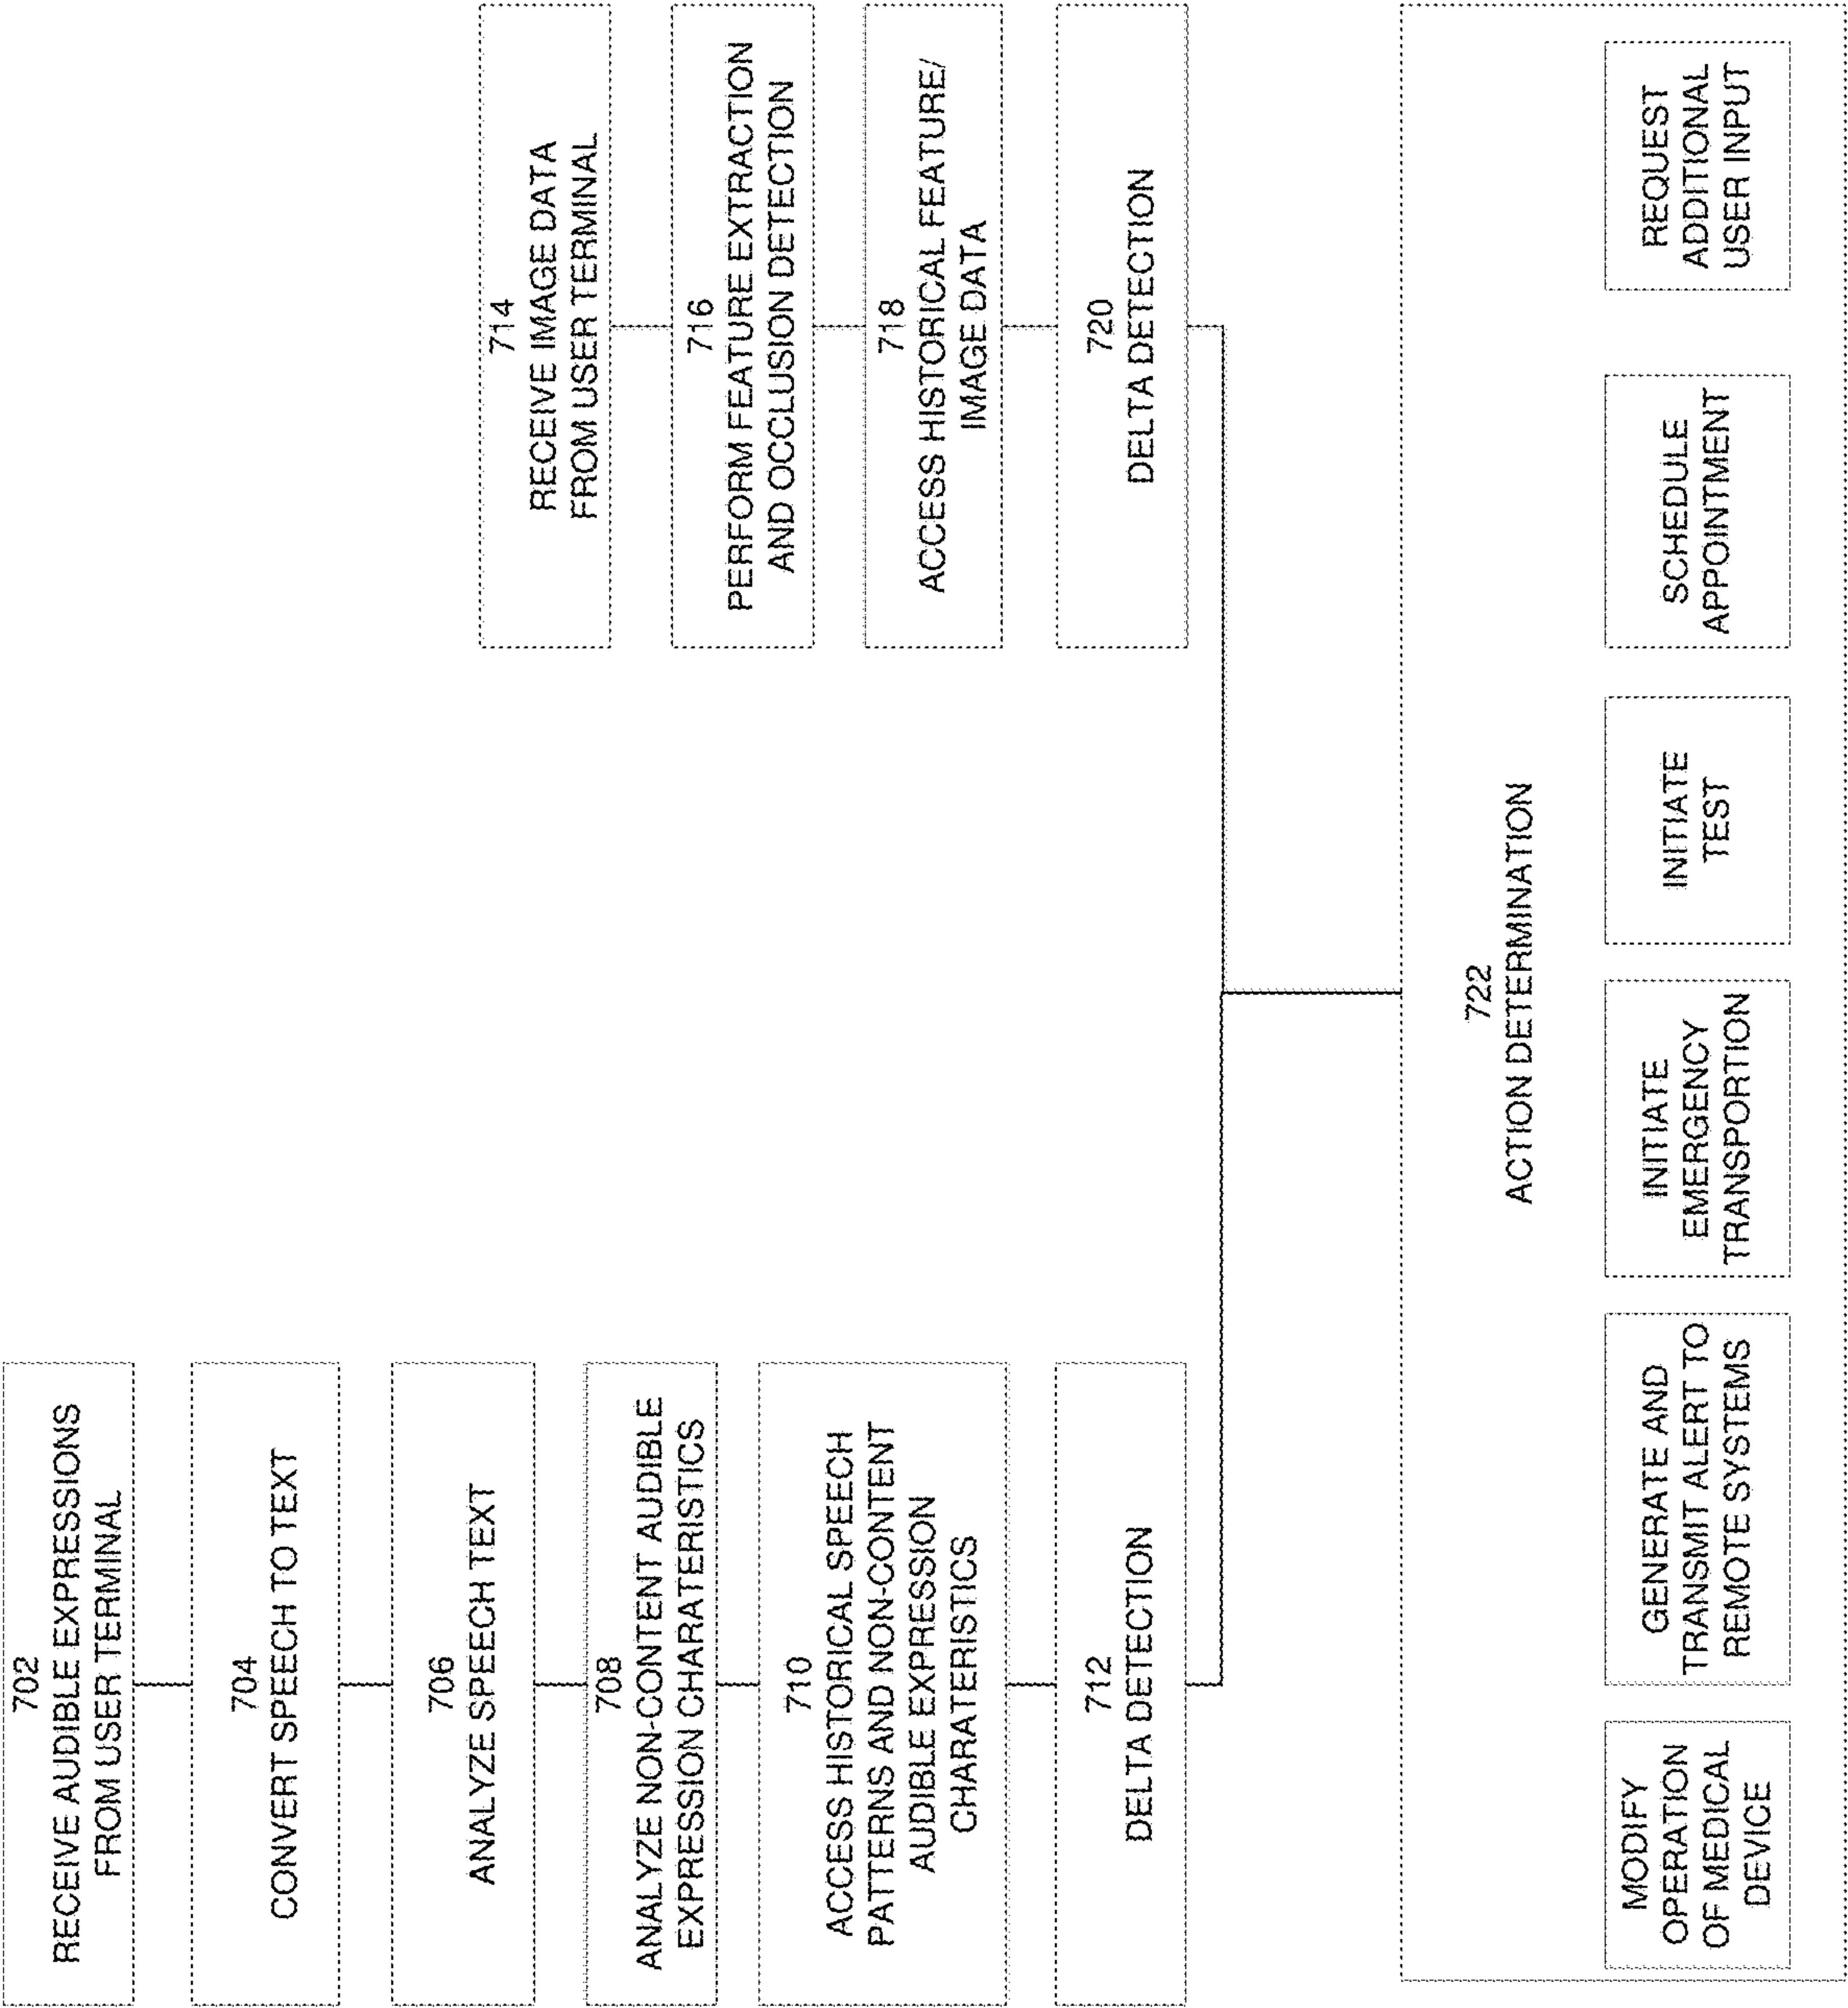 702
RECEIVE AUDIBLE EXPRESSIONS
FROM USER TERMINAL
704
CONVERT SPEECH TO TEXT
706
ANALYZE SPEECH TEXT
708
ANALYZE NON-CONTENT AUDIBLE
EXPRESSION CHARATERISTICS
710
ACCESS HISTORICAL SPEECH
PATTERNS AND NON-CONTENT
AUDIBLE EXPRESSION
CHARATERISTICS
712
DELTA DETECTION
714
RECEIVE IMAGE DATA
FROM USER TERMINAL
716
PERFORM FEATURE EXTRACTION
AND OCCLUSION DETECTION
718
ACCESS HISTORICAL FEATURE/
IMAGE DATA
720
DELTA DETECTION
722
ACTION DETERMINATION
MODIFY
OPERATION
OF MEDICAL
DEVICE
GENERATE AND
TRANSMIT ALERT TO
REMOTE SYSTEMS
INITIATE
EMERGENCY
TRANSPORTION
INITIATE
TEST
SCHEDULE
APPOINTMENT
REQUEST
ADDITIONAL
USER INPUT